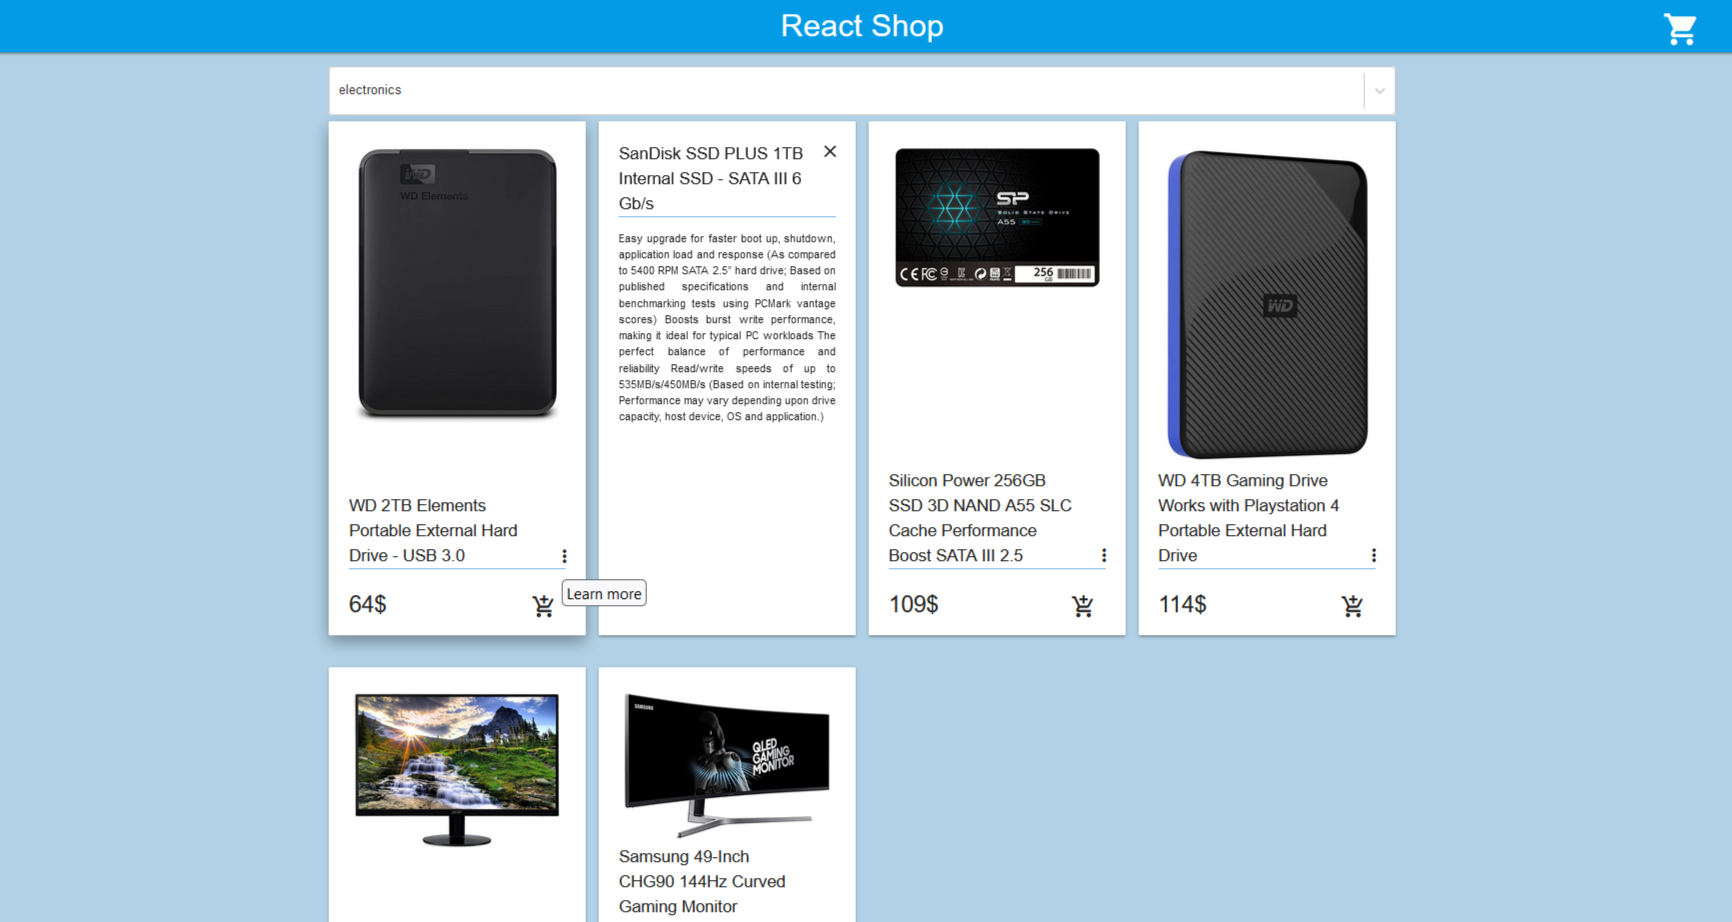 React Shop
electronics
WD
WD Elements
WD 2TB Elements
Portable External Hard
Drive - USB 3.0
64$
Learn more
SanDisk SSD PLUS 1TB
Internal SSD - SATA III 6
Gb/s
Easy upgrade for faster boot up, shutdown,
application load and response (As compared
to 5400 RPM SATA 2.5” hard drive; Based on
published specifications and internal
benchmarking tests using PCMark vantage
scores) Boosts burst write performance,
making it ideal for typical PC workloads The
perfect balance of performance and
reliability Read/write speeds of up to
535MB/s/450MB/s (Based on internal testing;
Performance may vary depending upon drive
capacity, host device, OS and application.)
SP
SOLID STATE DRIVE
A55
256
GB
Silicon Power 256GB
SSD 3D NAND A55 SLC
Cache Performance
Boost SATA III 2.5
109$
WD
WD 4TB Gaming Drive
Works with Playstation 4
Portable External Hard
Drive
114$
SAMSUNG
QLED
GAMING
MONITOR
Samsung 49-Inch
CHG90 144Hz Curved
Gaming Monitor